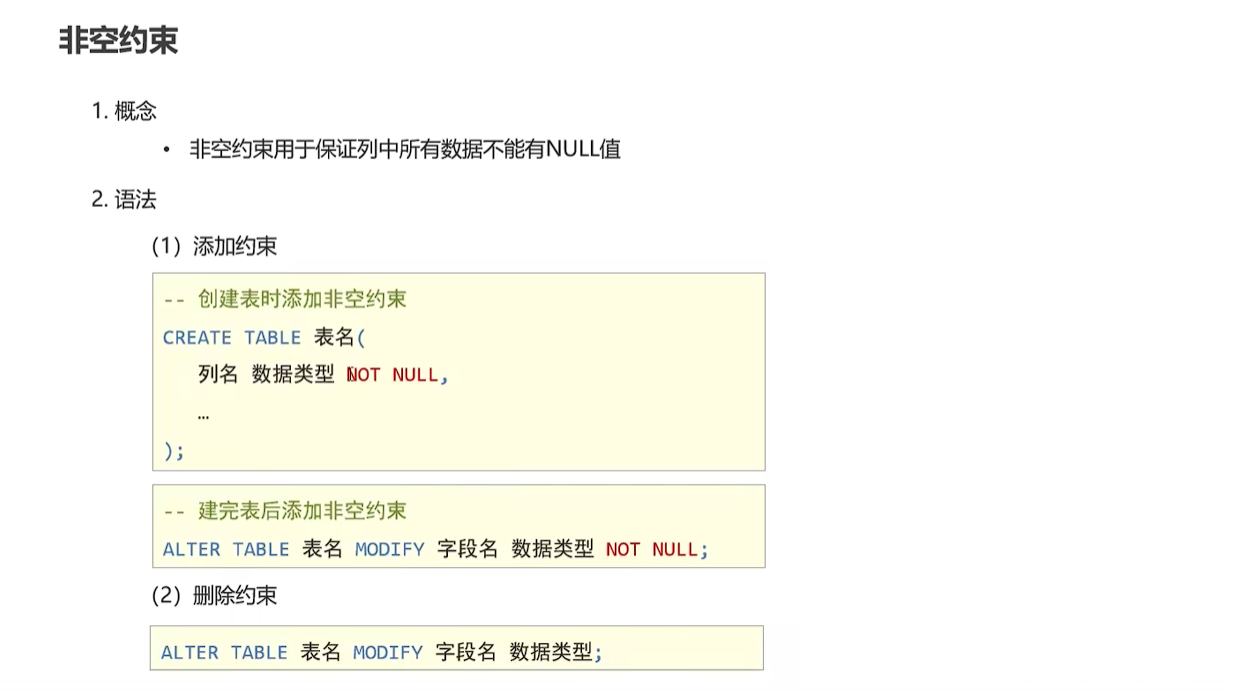 非空约束
1. 概念
• 非空约束用于保证列中所有数据不能有NULL值
2. 语法
(1) 添加约束
-- 创建表时添加非空约束
CREATE TABLE 表名(
列名 数据类型 NOT NULL,
…
);
-- 建完表后添加非空约束
ALTER TABLE 表名 MODIFY 字段名 数据类型 NOT NULL;
(2) 删除约束
ALTER TABLE 表名 MODIFY 字段名 数据类型;